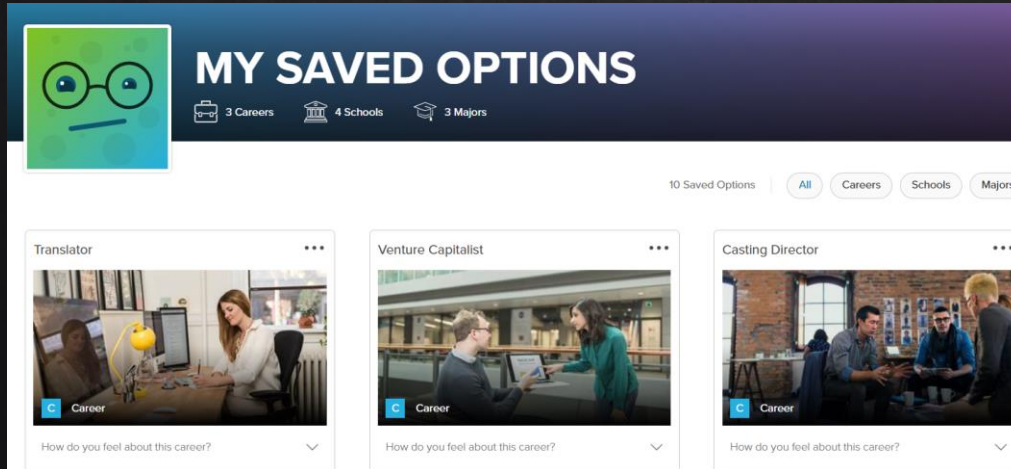 MY SAVED OPTIONS
3 Careers 4 Schools 3 Majors
10 Saved Options All Careers Schools Majors
Translator ••• Venture Capitalist ••• Casting Director •••
C Career C Career C Career
How do you feel about this career? How do you feel about this career? How do you feel about this career?